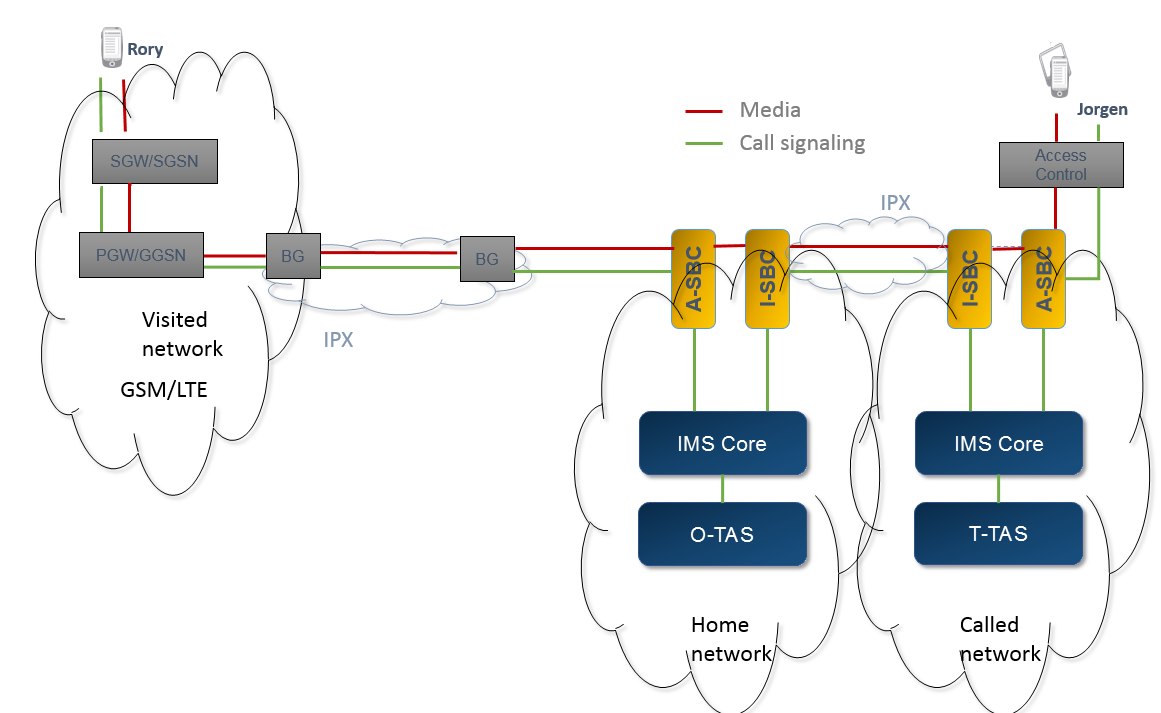 Rory
Jorgen
Media
Call signaling
SGW/SGSN
Access
Control
IPX
PGW/GGSN
BG
BG
A-SBC
I-SBC
I-SBC
A-SBC
IPX
Visited
network
GSM/LTE
IMS Core
IMS Core
O-TAS
T-TAS
Home
network
Called
network